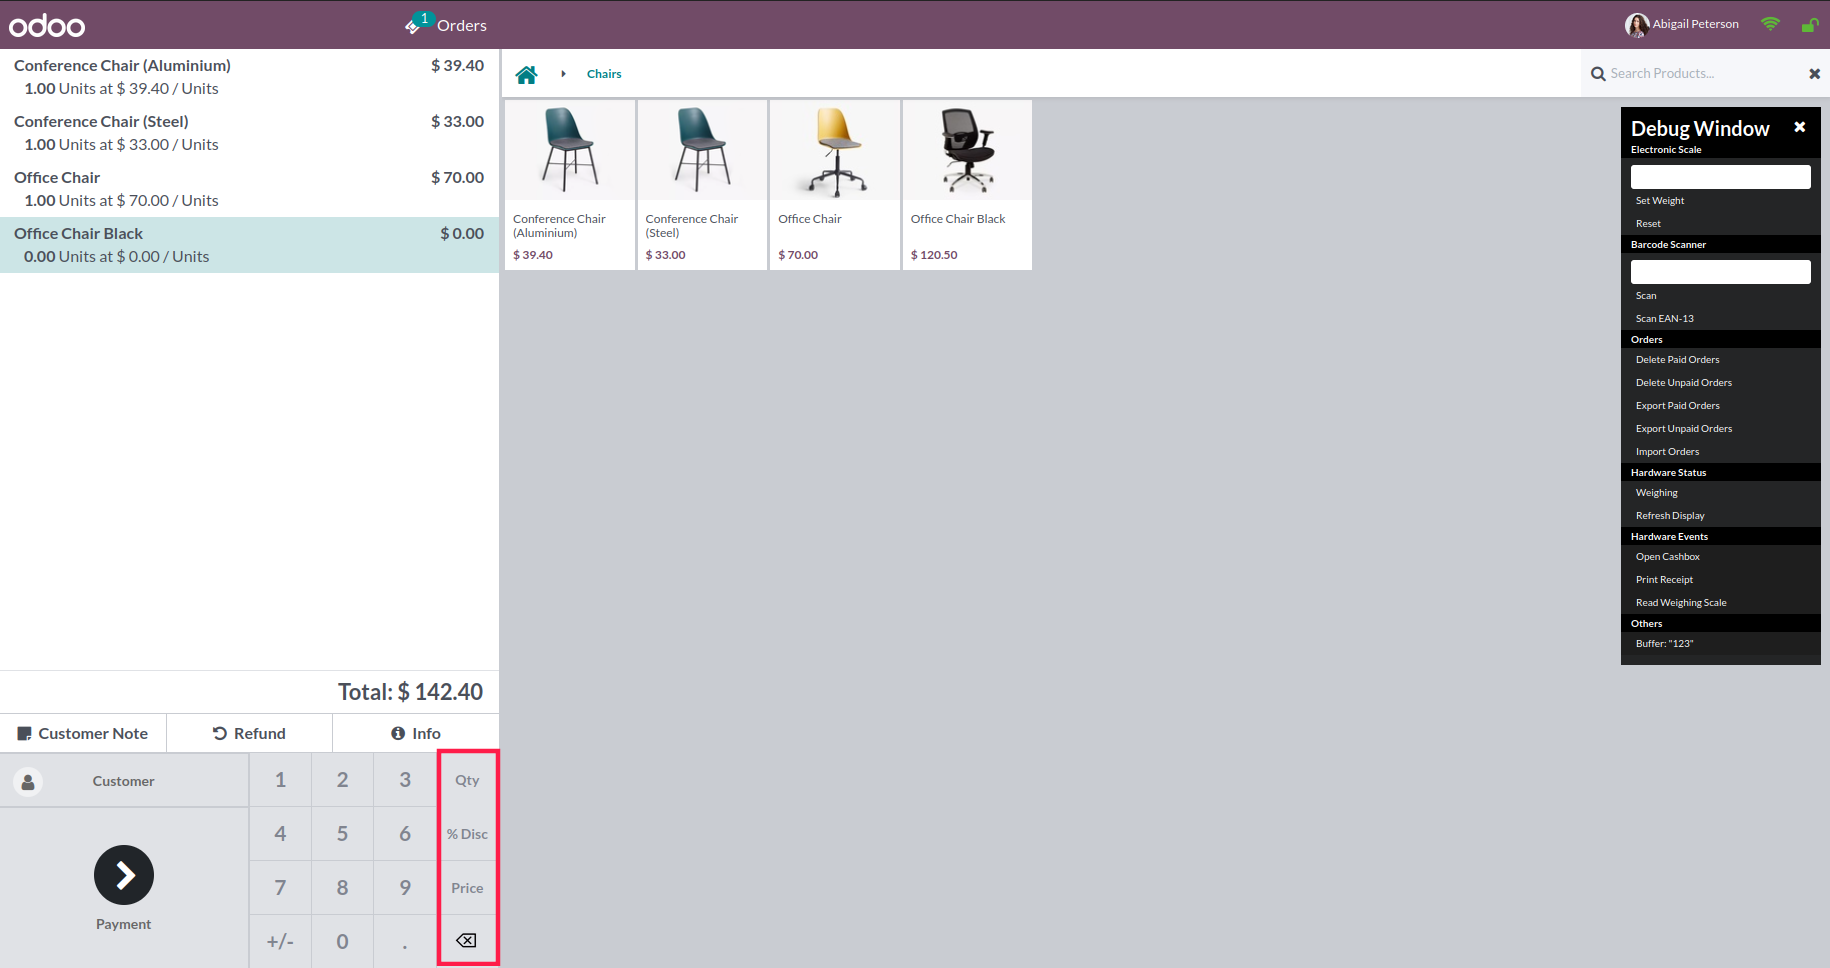 odoo
1
Orders
Abigail Peterson
Conference Chair (Aluminium) $ 39.40
1.00 Units at $ 39.40 / Units
Conference Chair (Steel) $ 33.00
1.00 Units at $ 33.00 / Units
Office Chair $ 70.00
1.00 Units at $ 70.00 / Units
Office Chair Black $ 0.00
0.00 Units at $ 0.00 / Units
Total: $ 142.40
Customer Note
Refund
Info
Customer
Payment
1 2 3 Qty
4 5 6 % Disc
7 8 9 Price
+/- 0 .
Chairs
Search Products...
Conference Chair
(Aluminium)
$ 39.40
Conference Chair
(Steel)
$ 33.00
Office Chair
$ 70.00
Office Chair Black
$ 120.50
Debug Window
Electronic Scale
Set Weight
Reset
Barcode Scanner
Scan
Scan EAN-13
Orders
Delete Paid Orders
Delete Unpaid Orders
Export Paid Orders
Export Unpaid Orders
Import Orders
Hardware Status
Weighing
Refresh Display
Hardware Events
Open Cashbox
Print Receipt
Read Weighing Scale
Others
Buffer: "123"